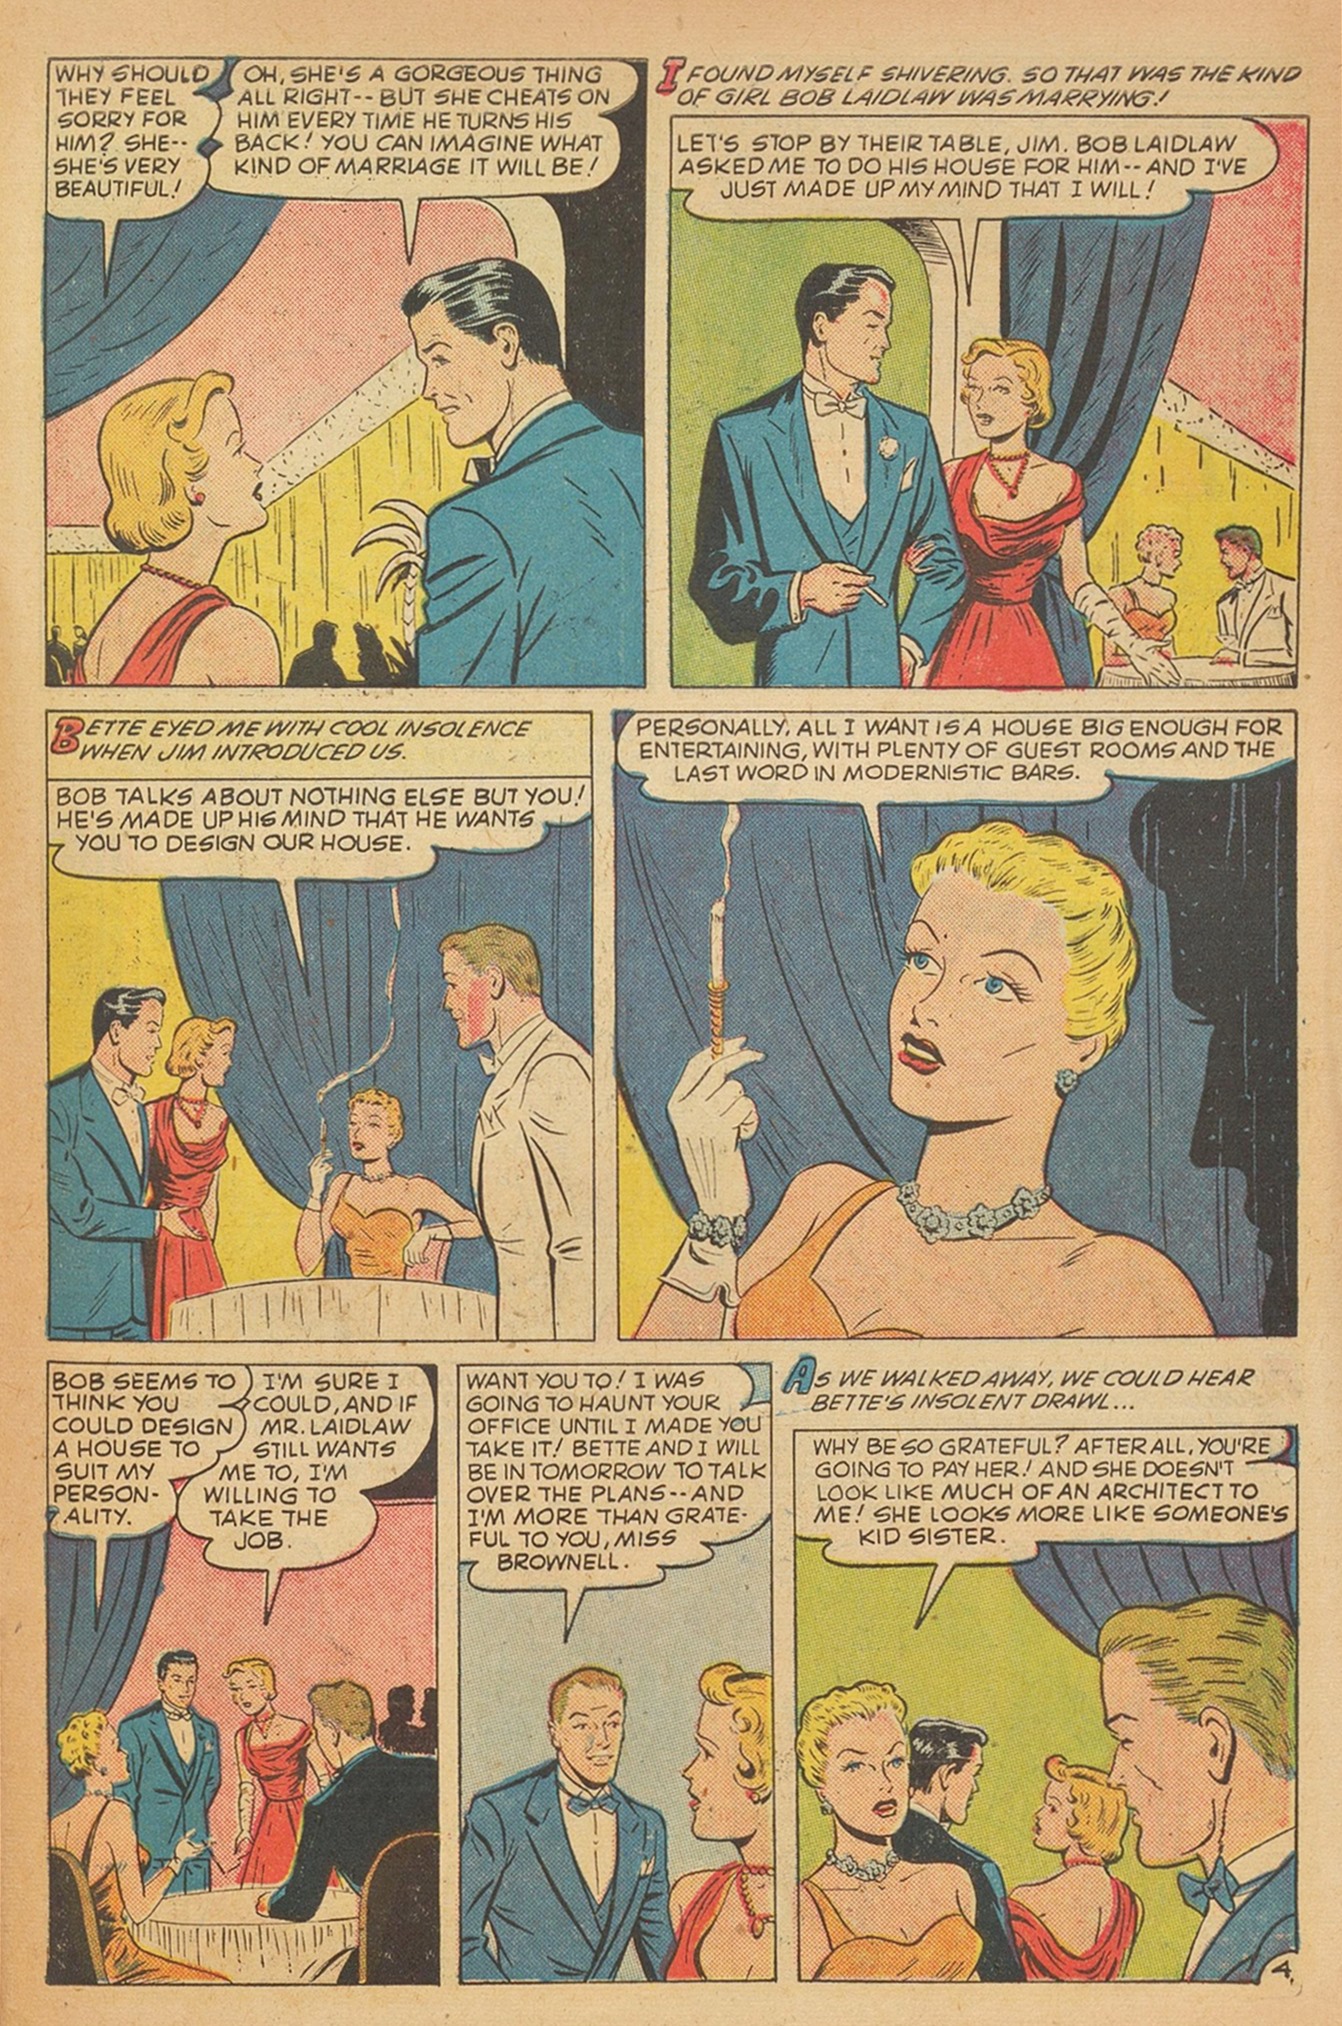 WHY SHOULD
THEY FEEL
SORRY FOR
HIM? SHE--
SHE'S VERY
BEAUTIFUL!
OH, SHE'S A GORGEOUS THING
ALL RIGHT-- BUT SHE CHEATS ON
HIM EVERY TIME HE TURNS HIS
BACK! YOU CAN IMAGINE WHAT
KIND OF MARRIAGE IT WILL BE!
I FOUND MYSELF SHIVERING. SO THAT WAS THE KIND
OF GIRL BOB LAIDLAW WAS MARRYING!
LET'S STOP BY THEIR TABLE, JIM. BOB LAIDLAW
ASKED ME TO DO HIS HOUSE FOR HIM-- AND I'VE
JUST MADE UP MY MIND THAT I WILL!
BETTE EYED ME WITH COOL INSOLENCE
WHEN JIM INTRODUCED US.
BOB TALKS ABOUT NOTHING ELSE BUT YOU!
HE'S MADE UP HIS MIND THAT HE WANTS
YOU TO DESIGN OUR HOUSE.
PERSONALLY, ALL I WANT IS A HOUSE BIG ENOUGH FOR
ENTERTAINING, WITH PLENTY OF GUEST ROOMS AND THE
LAST WORD IN MODERNISTIC BARS.
BOB SEEMS TO
THINK YOU
COULD DESIGN
A HOUSE TO
SUIT MY
PERSON-
ALITY.
I'M SURE I
COULD, AND IF
MR. LAIDLAW
STILL WANTS
ME TO, I'M
WILLING TO
TAKE THE
JOB.
WANT YOU TO! I WAS
GOING TO HAUNT YOUR
OFFICE UNTIL I MADE YOU
TAKE IT! BETTE AND I WILL
BE IN TOMORROW TO TALK
OVER THE PLANS--AND
I'M MORE THAN GRATE-
FUL TO YOU, MISS
BROWNELL.
AS WE WALKED AWAY, WE COULD HEAR
BETTE'S INSOLENT DRAWL...
WHY BE SO GRATEFUL? AFTER ALL, YOU'RE
GOING TO PAY HER! AND SHE DOESN'T
LOOK LIKE MUCH OF AN ARCHITECT TO
ME! SHE LOOKS MORE LIKE SOMEONE'S
KID SISTER.
4.